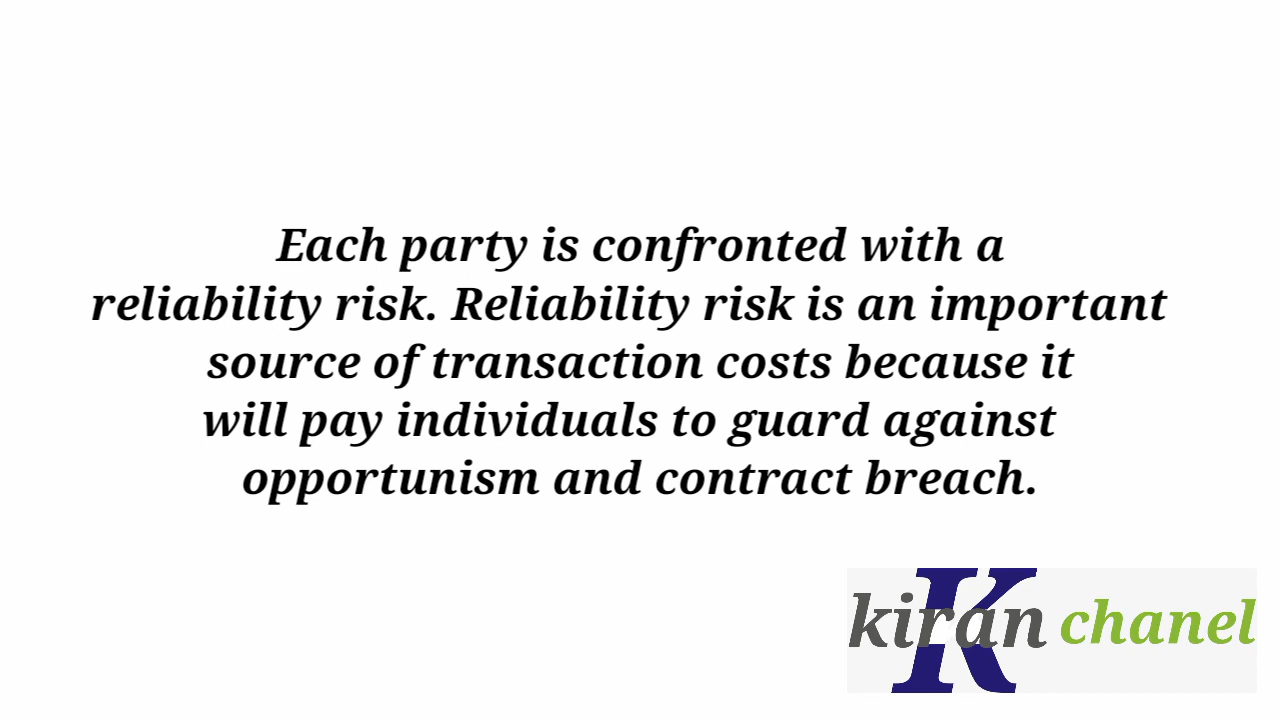 Each party is confronted with a
reliability risk. Reliability risk is an important
source of transaction costs because it
will pay individuals to guard against
opportunism and contract breach.
K
kiran chanel